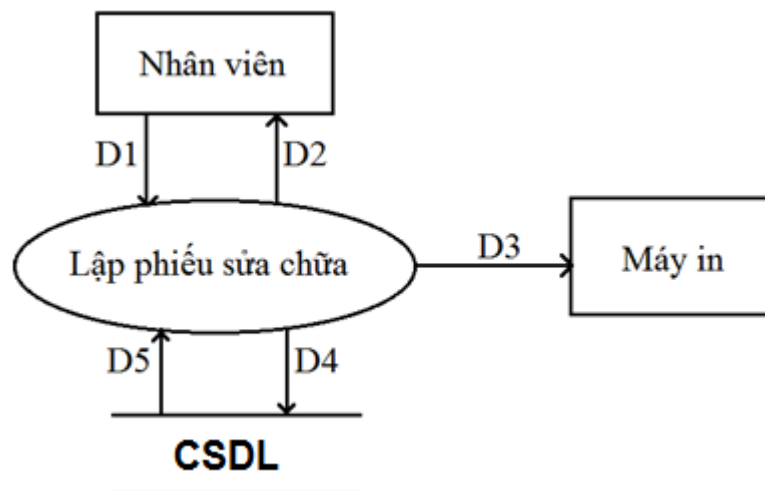 Nhân viên
D1
D2
Lập phiếu sửa chữa
D3
Máy in
D5
D4
CSDL